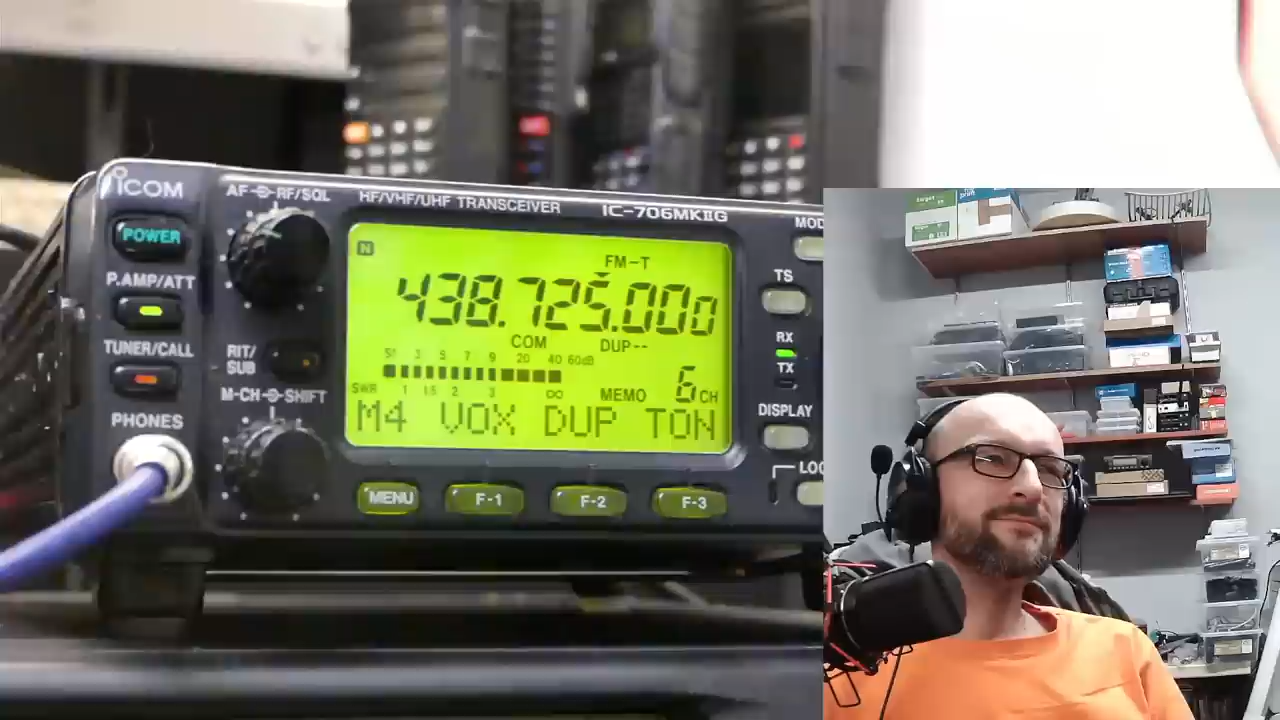 ICOM
AF RF/SQL
HF/VHF/UHF TRANSCEIVER
IC-706MKIIG
POWER
N
FM-T
MOD
P.AMP/ATT
438.725.000
TS
TUNER/CALL
RIT/
SUB
COM
DUP--
S1 3 5 7 9 20 40 60dB
RX
SWR 1 1.5 2 3 ∞
MEMO 6 CH
TX
M-CH SHIFT
M4 VOX DUP TON
DISPLAY
PHONES
LOC
MENU
F-1
F-2
F-3